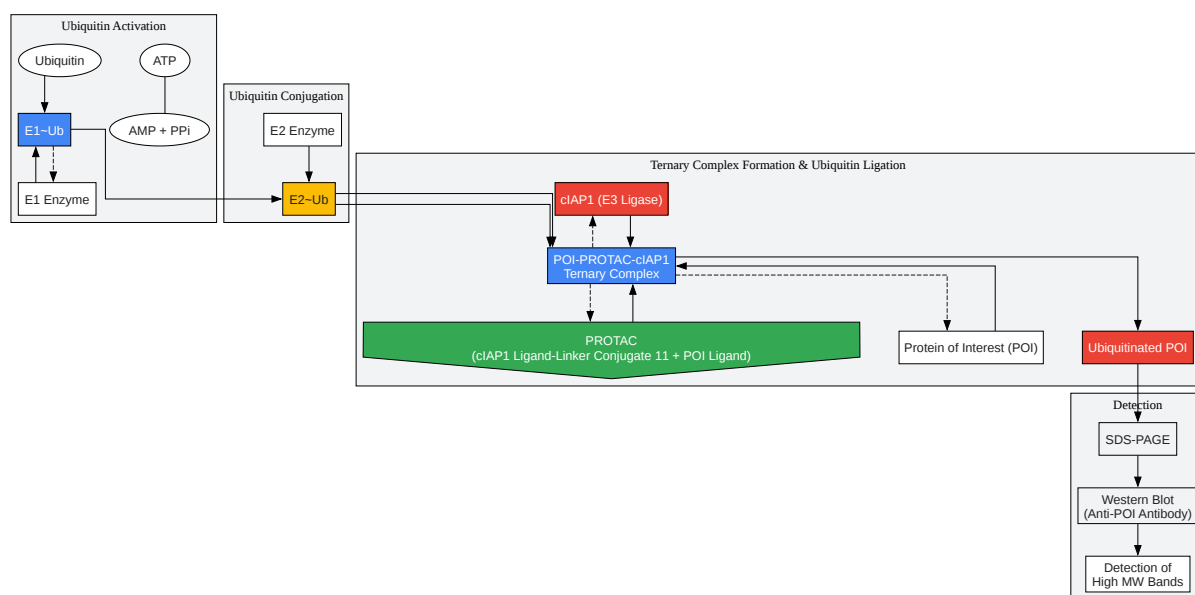 Ubiquitin Activation
Ubiquitin
ATP
E1~Ub
AMP + PPi
E1 Enzyme
Ubiquitin Conjugation
E2 Enzyme
E2~Ub
Ternary Complex Formation & Ubiquitin Ligation
cIAP1 (E3 Ligase)
POI-PROTAC-cIAP1
Ternary Complex
PROTAC
(cIAP1 Ligand-Linker Conjugate 11 + POI Ligand)
Protein of Interest (POI)
Ubiquitinated POI
Detection
SDS-PAGE
Western Blot
(Anti-POI Antibody)
Detection of
High MW Bands